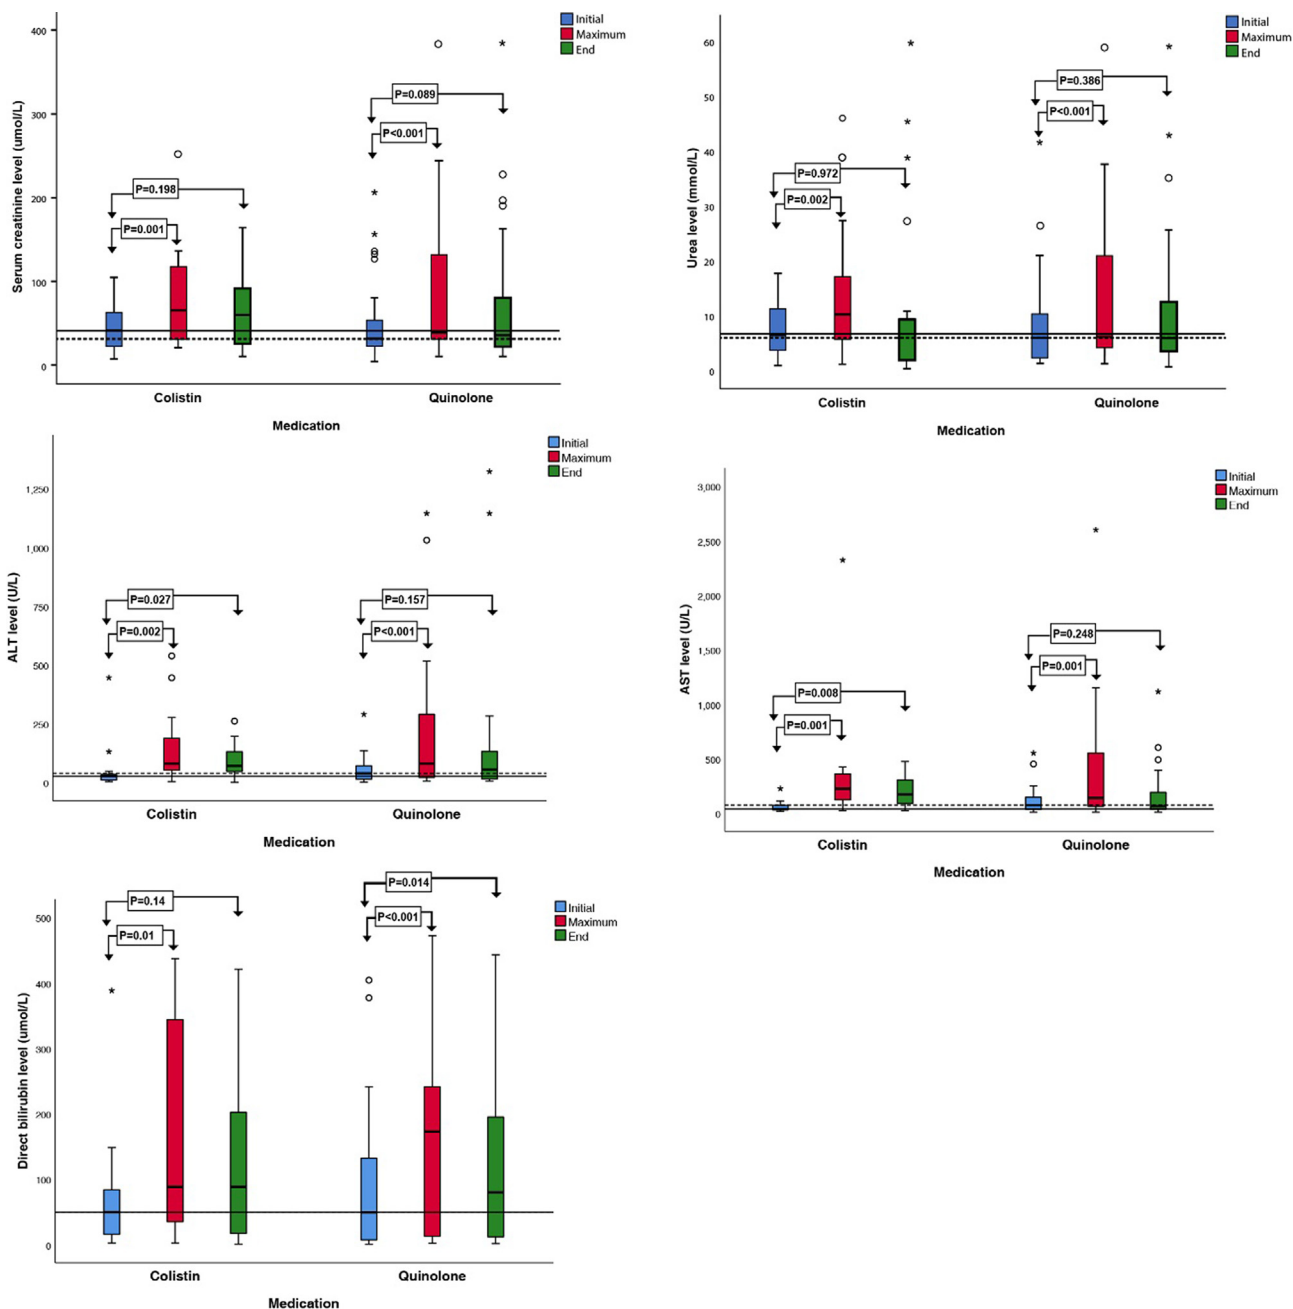 Initial
Maximum
End
400
300
200
100
0
Serum creatinine level (umol/L)
P=0.089
P<0.001
P=0.198
P=0.001
Colistin
Quinolone
Medication
Initial
Maximum
End
60
50
40
30
20
10
0
Urea level (mmol/L)
P=0.386
P<0.001
P=0.972
P=0.002
Colistin
Quinolone
Medication
Initial
Maximum
End
1,250
1,000
750
500
250
0
ALT level (U/L)
P=0.027
P=0.002
P=0.157
P<0.001
Colistin
Quinolone
Medication
Initial
Maximum
End
3,000
2,500
2,000
1,500
1,000
500
0
AST level (U/L)
P=0.248
P=0.001
P=0.008
P=0.001
Colistin
Quinolone
Medication
Initial
Maximum
End
500
400
300
200
100
0
Direct bilirubin level (umol/L)
P=0.14
P=0.01
P=0.014
P<0.001
Colistin
Quinolone
Medication